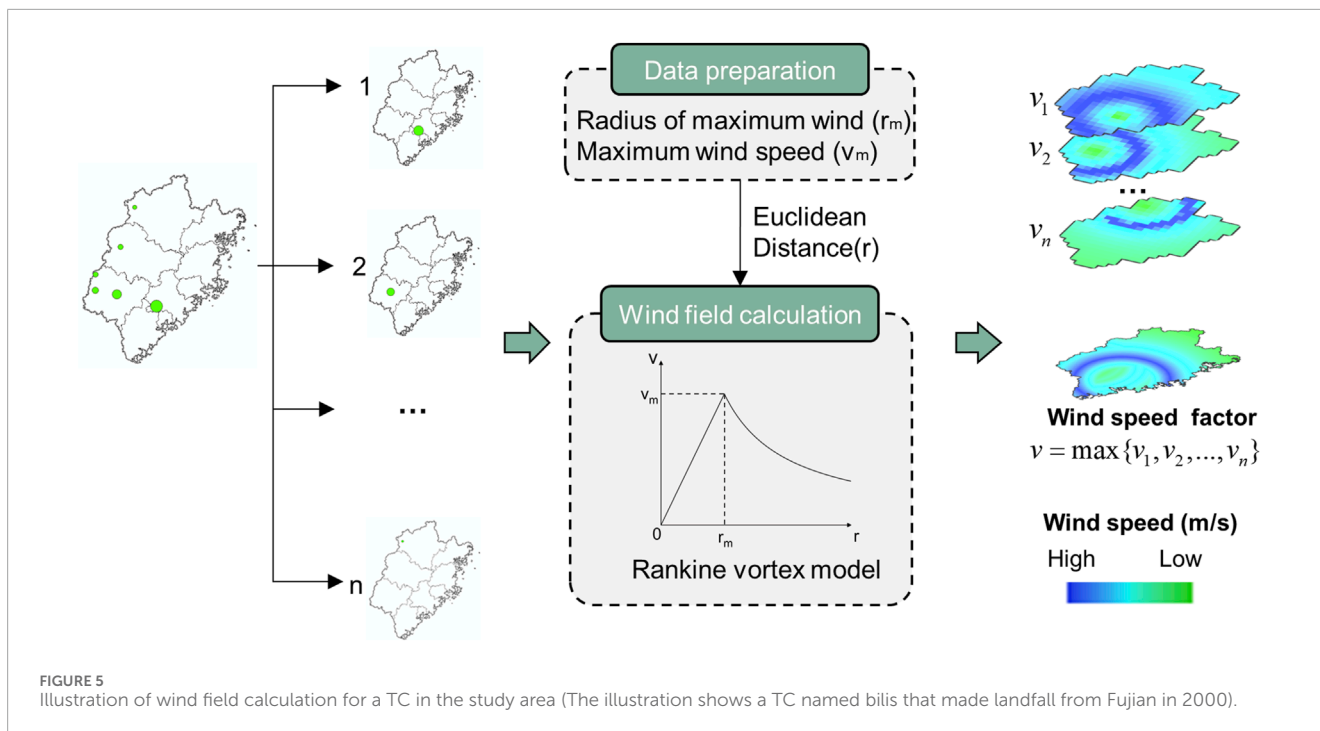 1
2
...
n
Data preparation
Radius of maximum wind (rm)
Maximum wind speed (vm)
Euclidean
Distance(r)
Wind field calculation
v
vm
0
rm
r
Rankine vortex model
v1
v2
...
vn
Wind speed factor
v = max{v1,v2,...,vn}
Wind speed (m/s)
High Low
FIGURE 5
Illustration of wind field calculation for a TC in the study area (The illustration shows a TC named bilis that made landfall from Fujian in 2000).